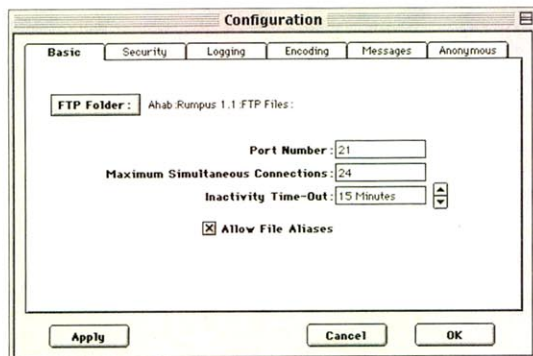 Configuration
Basic Security Logging Encoding Messages Anonymous
FTP Folder : Ahab:Rumpus 1.1:FTP Files:
Port Number : 21
Maximum Simultaneous Connections : 24
Inactivity Time-Out : 15 Minutes
Allow File Aliases
Apply Cancel OK